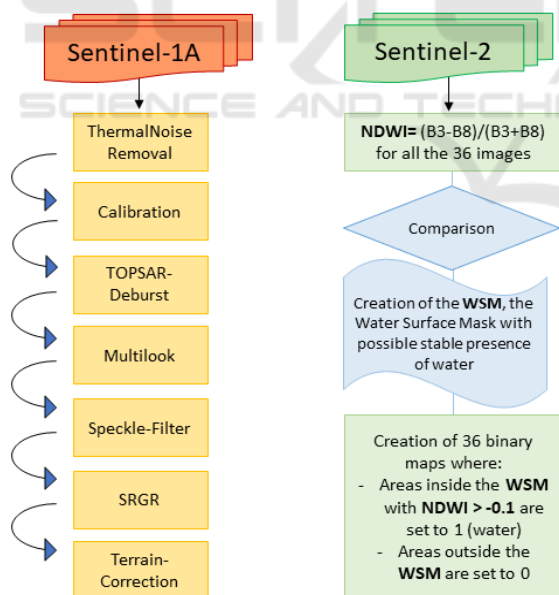 Sentinel-1A
ThermalNoise
Removal
Calibration
TOPSAR-
Deburst
Multilook
Speckle-Filter
SRGR
Terrain-
Correction
Sentinel-2
NDWI= (B3-B8)/(B3+B8)
for all the 36 images
Comparison
Creation of the WSM, the
Water Surface Mask with
possible stable presence
of water
Creation of 36 binary
maps where:
- Areas inside the WSM
with NDWI > -0.1 are
set to 1 (water)
- Areas outside the
WSM are set to 0
SCIENCE AND TECH